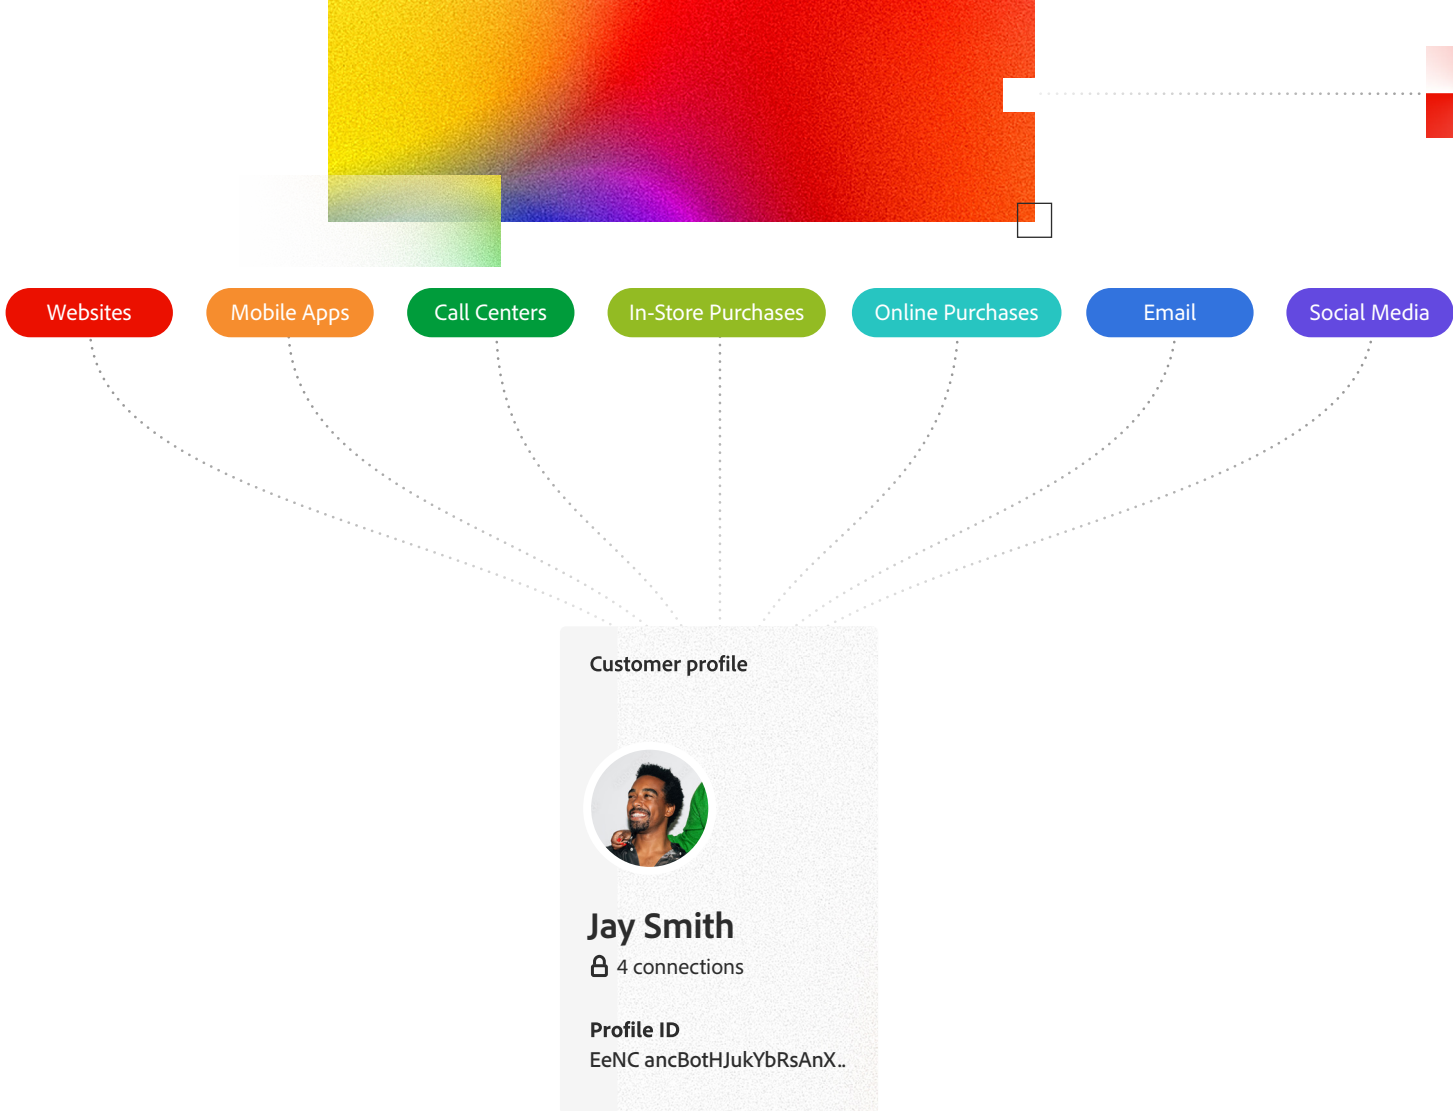 Websites
Mobile Apps
Call Centers
In-Store Purchases
Online Purchases
Email
Social Media
Customer profile
Jay Smith
4 connections
Profile ID
EeNC ancBotHJukYbRsAnX..